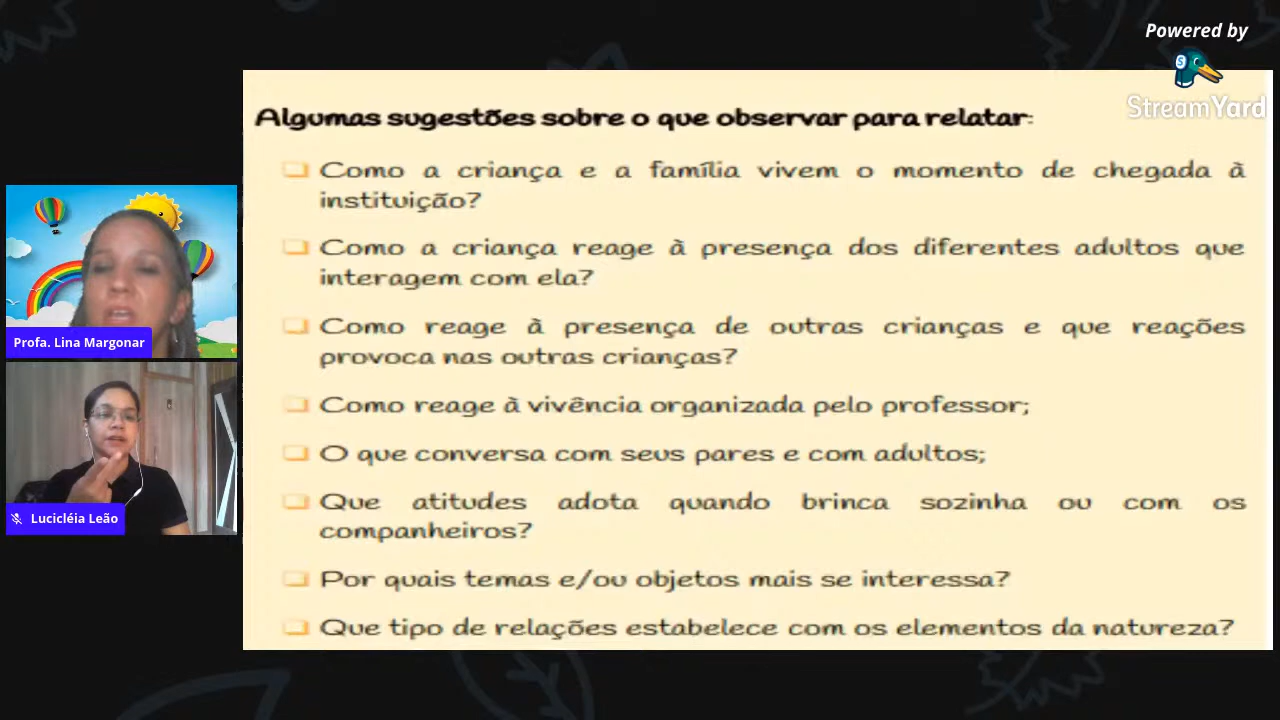 Powered by
StreamYard
Algumas sugestões sobre o que observar para relatar:
Como a criança e a família vivem o momento de chegada à
instituição?
Como a criança reage à presença dos diferentes adultos que
interagem com ela?
Como reage à presença de outras crianças e que reações
provoca nas outras crianças?
Como reage à vivência organizada pelo professor;
O que conversa com seus pares e com adultos;
Que atitudes adota quando brinca sozinha ou com os
companheiros?
Por quais temas e/ou objetos mais se interessa?
Que tipo de relações estabelece com os elementos da natureza?
Profa. Lina Margonar
Lucicléia Leão